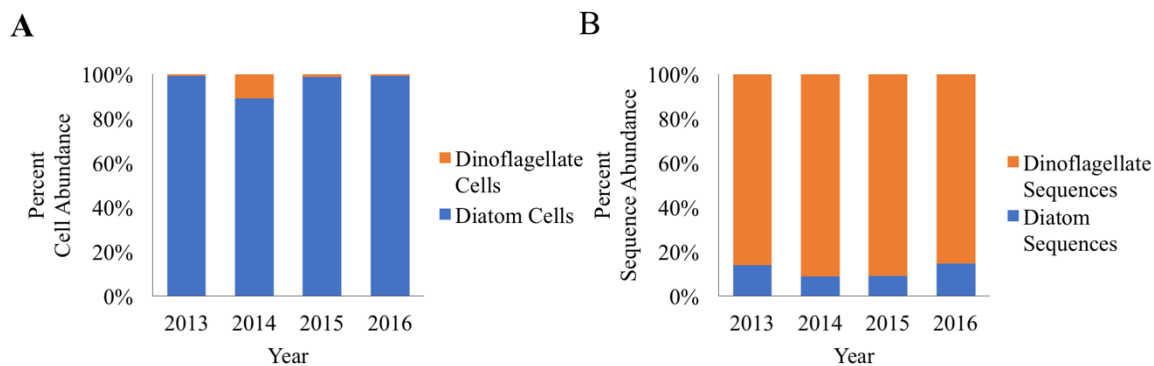 A
100%
80%
60%
40%
20%
0%
Percent
Cell Abundance
2013 2014 2015 2016
Year
Dinoflagellate
Cells
Diatom Cells
B
100%
80%
60%
40%
20%
0%
Percent
Sequence Abundance
2013 2014 2015 2016
Year
Dinoflagellate
Sequences
Diatom
Sequences